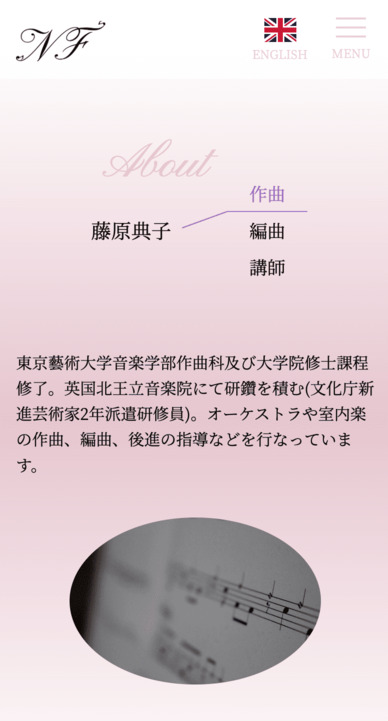 NF
ENGLISH
MENU
About
作曲
藤原典子
編曲
講師
東京藝術大学音楽学部作曲科及び大学院修士課程
修了。英国北王立音楽院にて研鑽を積む(文化庁新
進芸術家2年派遣研修員)。オーケストラや室内楽
の作曲、編曲、後進の指導などを行なっていま
す。